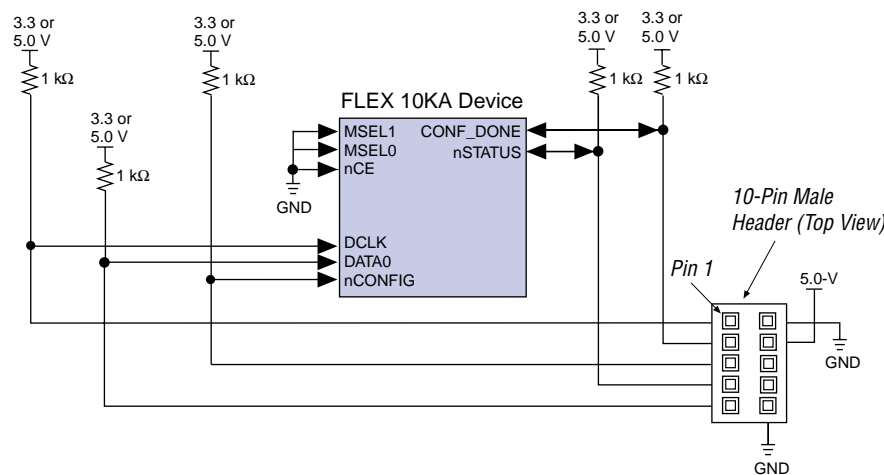 3.3 or
5.0 V
1 kΩ
3.3 or
5.0 V
1 kΩ
3.3 or
5.0 V
1 kΩ
3.3 or
5.0 V
1 kΩ
3.3 or
5.0 V
1 kΩ
FLEX 10KA Device
MSEL1
MSEL0
nCE
GND
CONF_DONE
nSTATUS
DCLK
DATA0
nCONFIG
10-Pin Male
Header (Top View)
Pin 1
5.0-V
GND
GND